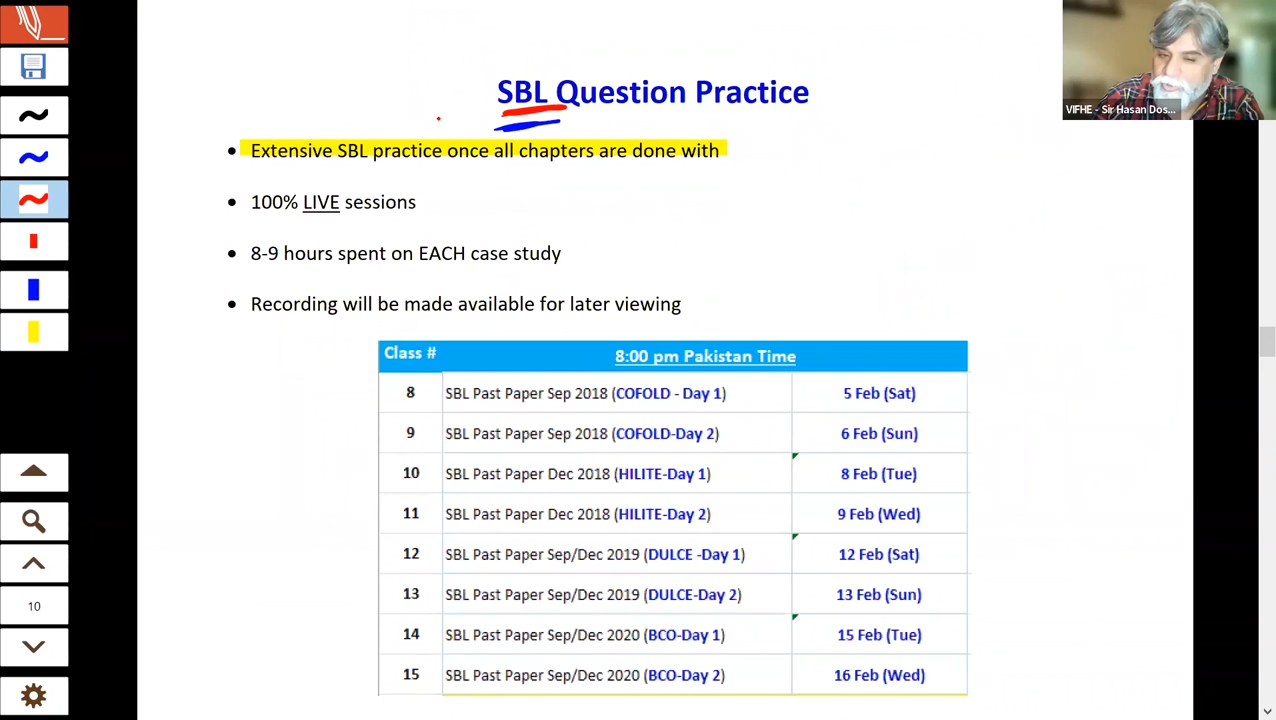 SBL Question Practice
VIFHE - Sir Hasan Dos...
• Extensive SBL practice once all chapters are done with
• 100% LIVE sessions
• 8-9 hours spent on EACH case study
• Recording will be made available for later viewing
Class # 8:00 pm Pakistan Time
8 SBL Past Paper Sep 2018 (COFOLD - Day 1) 5 Feb (Sat)
9 SBL Past Paper Sep 2018 (COFOLD-Day 2) 6 Feb (Sun)
10 SBL Past Paper Dec 2018 (HILITE-Day 1) 8 Feb (Tue)
11 SBL Past Paper Dec 2018 (HILITE-Day 2) 9 Feb (Wed)
12 SBL Past Paper Sep/Dec 2019 (DULCE -Day 1) 12 Feb (Sat)
13 SBL Past Paper Sep/Dec 2019 (DULCE-Day 2) 13 Feb (Sun)
14 SBL Past Paper Sep/Dec 2020 (BCO-Day 1) 15 Feb (Tue)
15 SBL Past Paper Sep/Dec 2020 (BCO-Day 2) 16 Feb (Wed)
10